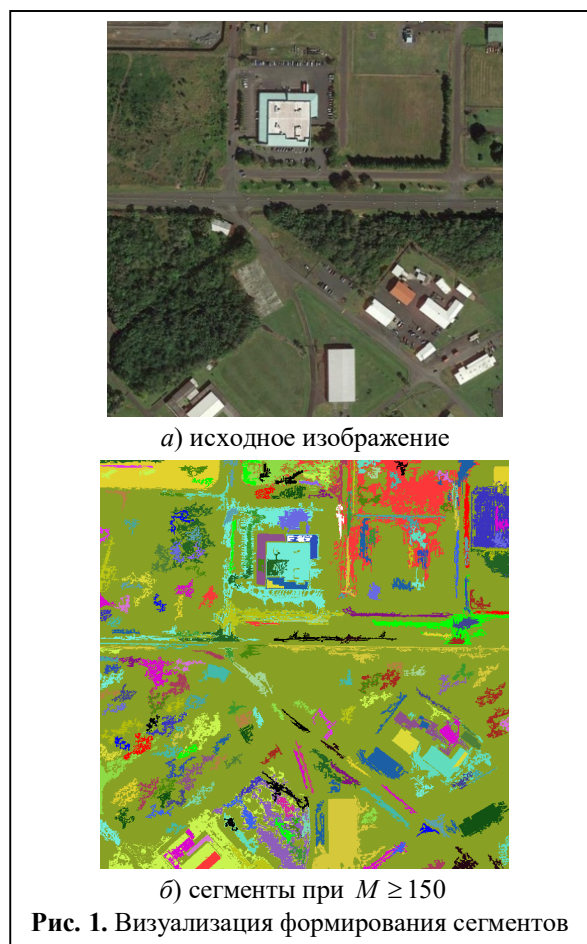 а) исходное изображение
б) сегменты при M ≥ 150
Рис. 1. Визуализация формирования сегментов